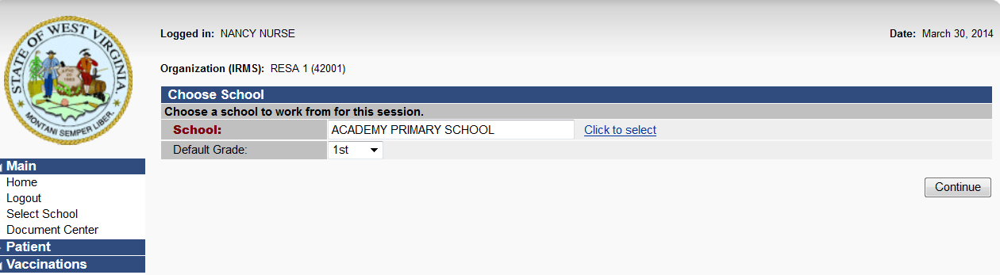 STATE OF WEST VIRGINIA.
MONTANI SEMPER LIBER.
Logged in: NANCY NURSE
Date: March 30, 2014
Organization (IRMS): RESA 1 (42001)
Choose School
Choose a school to work from for this session.
School: ACADEMY PRIMARY SCHOOL Click to select
Default Grade: 1st
Continue
Main
Home
Logout
Select School
Document Center
Patient
Vaccinations